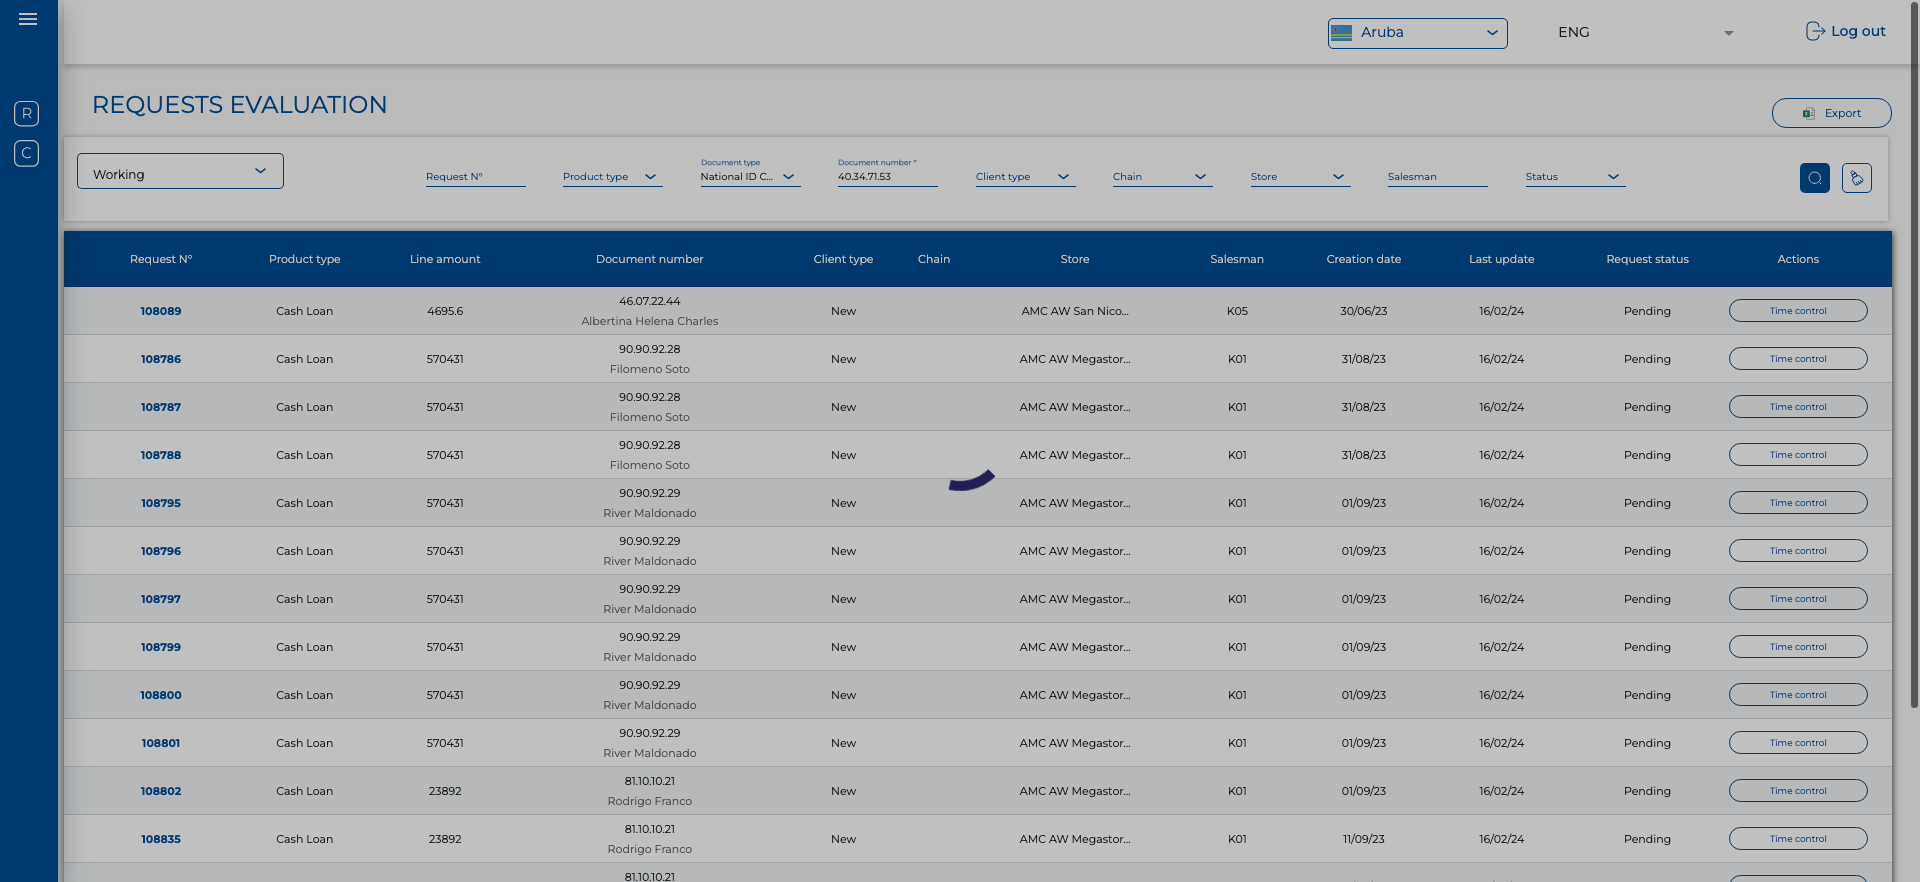 Aruba
ENG
Log out
R
C
REQUESTS EVALUATION
Export
Working
Request N°
Product type
Document type
National ID C...
Document number *
40.34.71.53
Client type
Chain
Store
Salesman
Status
Request N° Product type Line amount Document number Client type Chain Store Salesman Creation date Last update Request status Actions
108089 Cash Loan 4695.6 46.07.22.44 New AMC AW San Nico... K05 30/06/23 16/02/24 Pending Time control
Albertina Helena Charles
108786 Cash Loan 570431 90.90.92.28 New AMC AW Megastor... K01 31/08/23 16/02/24 Pending Time control
Filomeno Soto
108787 Cash Loan 570431 90.90.92.28 New AMC AW Megastor... K01 31/08/23 16/02/24 Pending Time control
Filomeno Soto
108788 Cash Loan 570431 90.90.92.28 New AMC AW Megastor... K01 31/08/23 16/02/24 Pending Time control
Filomeno Soto
108795 Cash Loan 570431 90.90.92.29 New AMC AW Megastor... K01 01/09/23 16/02/24 Pending Time control
River Maldonado
108796 Cash Loan 570431 90.90.92.29 New AMC AW Megastor... K01 01/09/23 16/02/24 Pending Time control
River Maldonado
108797 Cash Loan 570431 90.90.92.29 New AMC AW Megastor... K01 01/09/23 16/02/24 Pending Time control
River Maldonado
108799 Cash Loan 570431 90.90.92.29 New AMC AW Megastor... K01 01/09/23 16/02/24 Pending Time control
River Maldonado
108800 Cash Loan 570431 90.90.92.29 New AMC AW Megastor... K01 01/09/23 16/02/24 Pending Time control
River Maldonado
108801 Cash Loan 570431 90.90.92.29 New AMC AW Megastor... K01 01/09/23 16/02/24 Pending Time control
River Maldonado
108802 Cash Loan 23892 81.10.10.21 New AMC AW Megastor... K01 01/09/23 16/02/24 Pending Time control
Rodrigo Franco
108835 Cash Loan 23892 81.10.10.21 New AMC AW Megastor... K01 11/09/23 16/02/24 Pending Time control
Rodrigo Franco
81.10.10.21